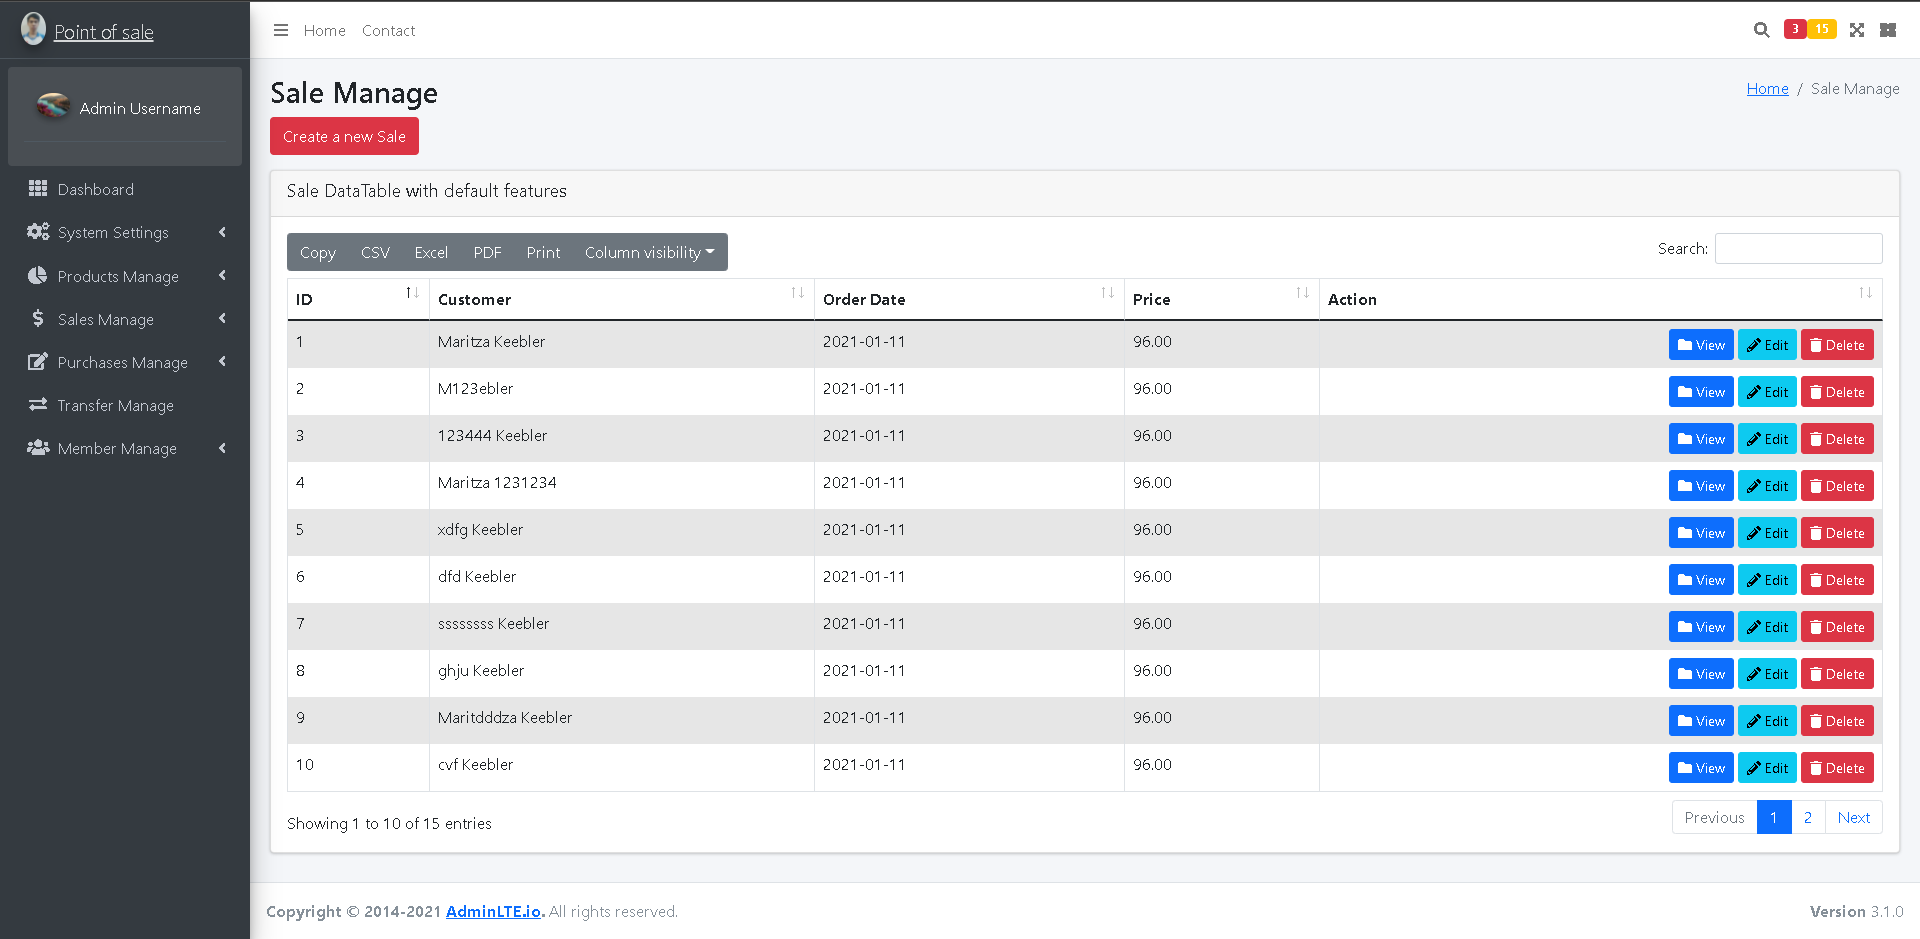 Point of sale
Home Contact
3 15
Admin Username
Dashboard
System Settings
Products Manage
Sales Manage
Purchases Manage
Transfer Manage
Member Manage
Sale Manage
Home / Sale Manage
Create a new Sale
Sale DataTable with default features
Copy CSV Excel PDF Print Column visibility
Search:
ID Customer Order Date Price Action
1 Maritza Keebler 2021-01-11 96.00 View Edit Delete
2 M123ebler 2021-01-11 96.00 View Edit Delete
3 123444 Keebler 2021-01-11 96.00 View Edit Delete
4 Maritza 1231234 2021-01-11 96.00 View Edit Delete
5 xdfg Keebler 2021-01-11 96.00 View Edit Delete
6 dfd Keebler 2021-01-11 96.00 View Edit Delete
7 ssssssss Keebler 2021-01-11 96.00 View Edit Delete
8 ghju Keebler 2021-01-11 96.00 View Edit Delete
9 Maritdddza Keebler 2021-01-11 96.00 View Edit Delete
10 cvf Keebler 2021-01-11 96.00 View Edit Delete
Showing 1 to 10 of 15 entries
Previous 1 2 Next
Copyright © 2014-2021 AdminLTE.io. All rights reserved.
Version 3.1.0